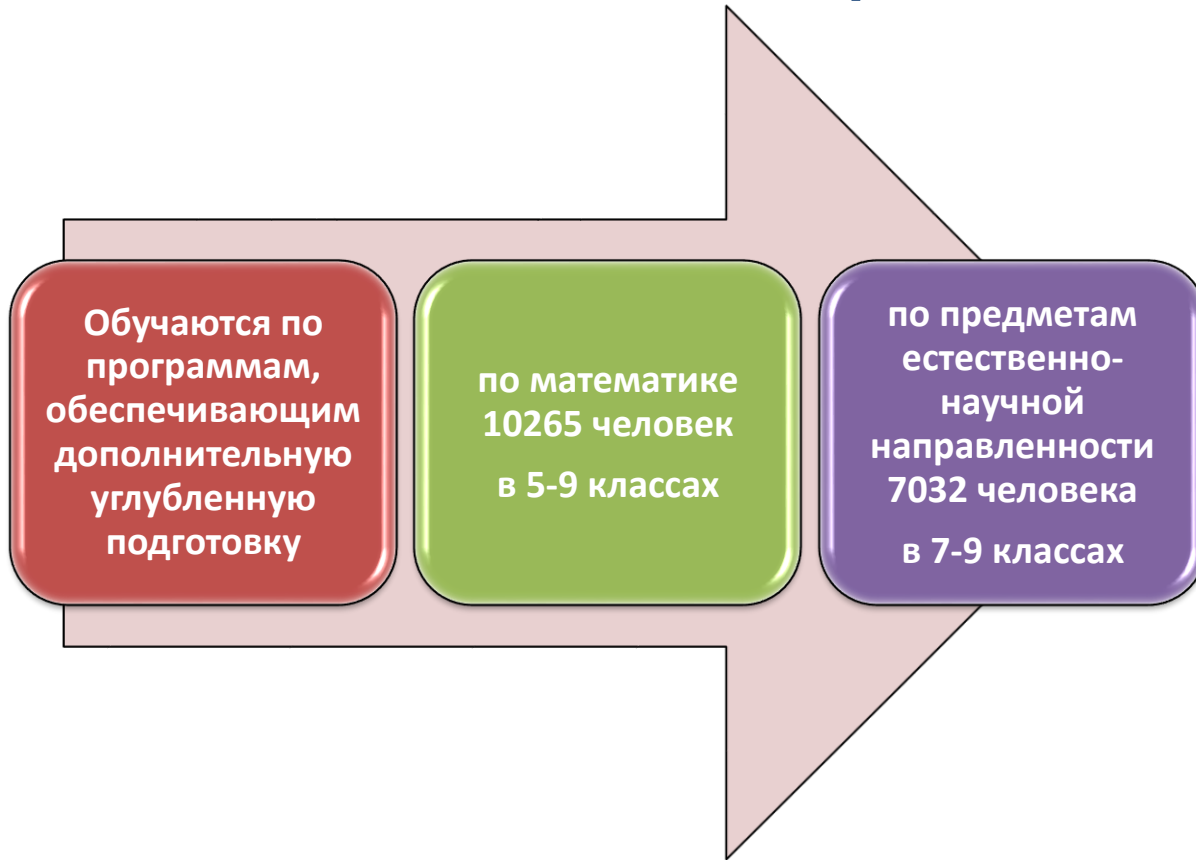 Обучаются по
программам,
обеспечивающим
дополнительную
углубленную
подготовку
по математике
10265 человек
в 5-9 классах
по предметам
естественно-
научной
направленности
7032 человека
в 7-9 классах